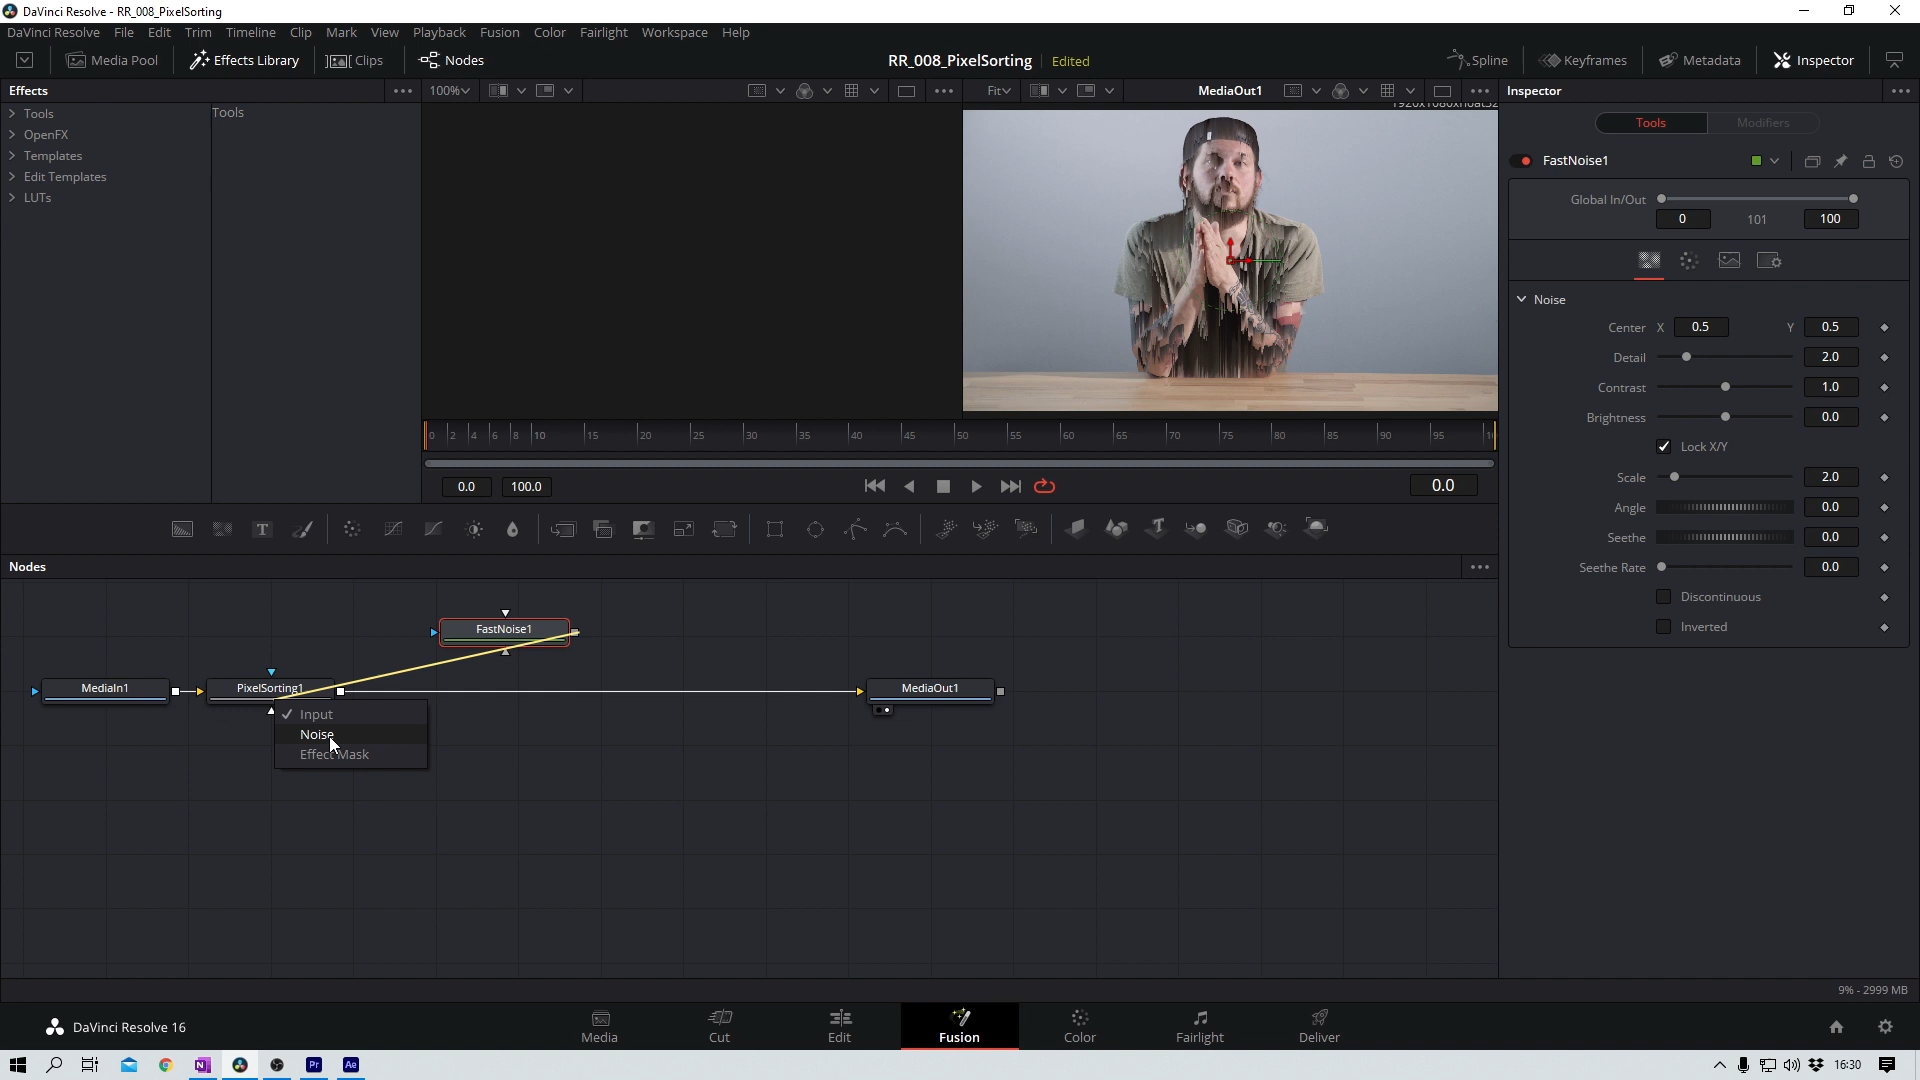 DaVinci Resolve - RR_008_PixelSorting
DaVinci Resolve File Edit Trim Timeline Clip Mark View Playback Fusion Color Fairlight Workspace Help
Media Pool Effects Library Clips Nodes RR_008_PixelSorting Edited Spline Keyframes Metadata Inspector
Effects 100% Fit MediaOut1 Inspector
Tools
OpenFX
Templates
Edit Templates
LUTs
Tools
1920x1080xfloat32
Tools Modifiers
FastNoise1
Global In/Out
0 101 100
Noise
Center X 0.5 Y 0.5
Detail 2.0
Contrast 1.0
Brightness 0.0
Lock X/Y
Scale 2.0
Angle 0.0
Seethe 0.0
Seethe Rate 0.0
Discontinuous
Inverted
0 2 4 6 8 10 15 20 25 30 35 40 45 50 55 60 65 70 75 80 85 90 95
0.0 100.0 0.0
T
Nodes
FastNoise1
MediaIn1 PixelSorting1 MediaOut1
Input
Noise
Effect Mask
9% - 2999 MB
DaVinci Resolve 16
Media Cut Edit Fusion Color Fairlight Deliver
N Pr Ae 16:30